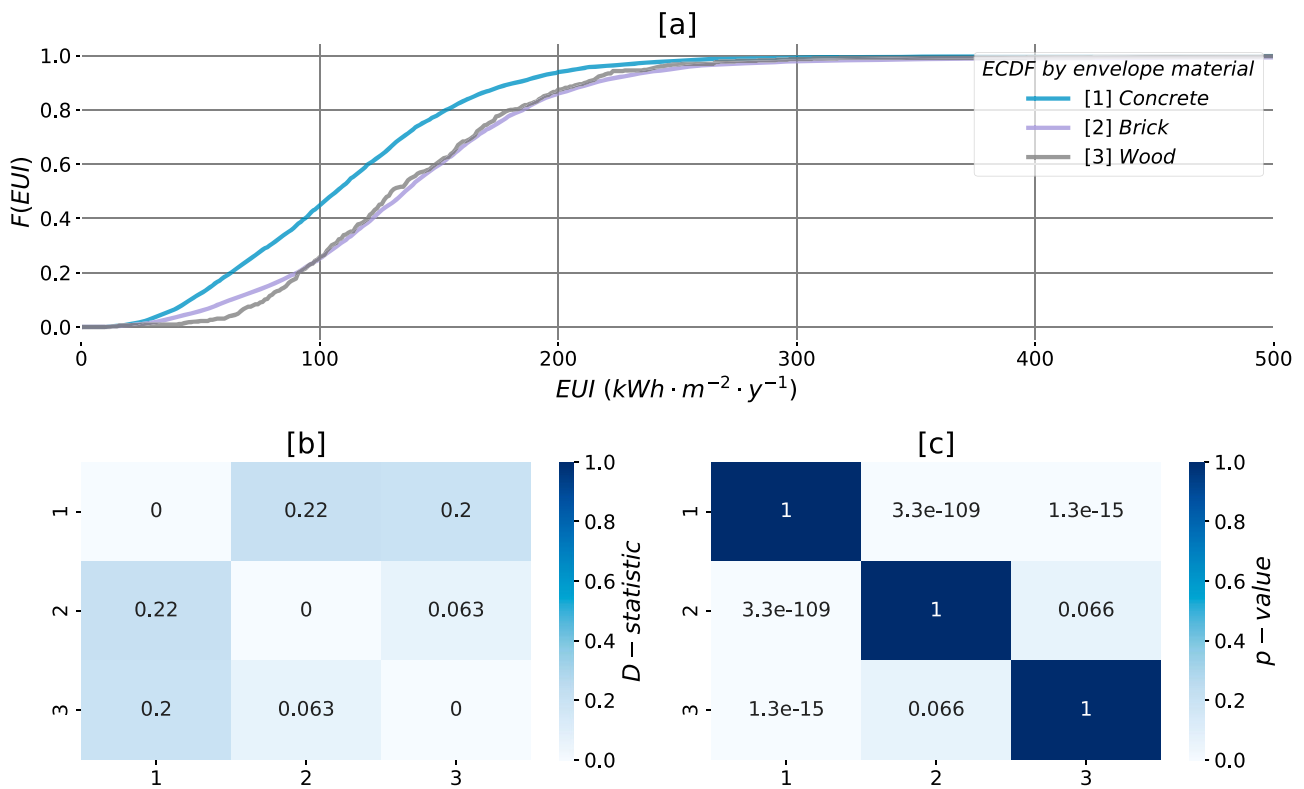 [a]
1.0
0.8
0.6
0.4
0.2
0.0
F(EUI)
ECDF by envelope material
[1] Concrete
[2] Brick
[3] Wood
0 100 200 300 400 500
EUI (kWh · m⁻² · y⁻¹)
[b]
1 0 0.22 0.2
2 0.22 0 0.063
3 0.2 0.063 0
1 2 3
1.0
0.8
0.6
0.4
0.2
0.0
D − statistic
[c]
1 1 3.3e-109 1.3e-15
2 3.3e-109 1 0.066
3 1.3e-15 0.066 1
1 2 3
1.0
0.8
0.6
0.4
0.2
0.0
p − value